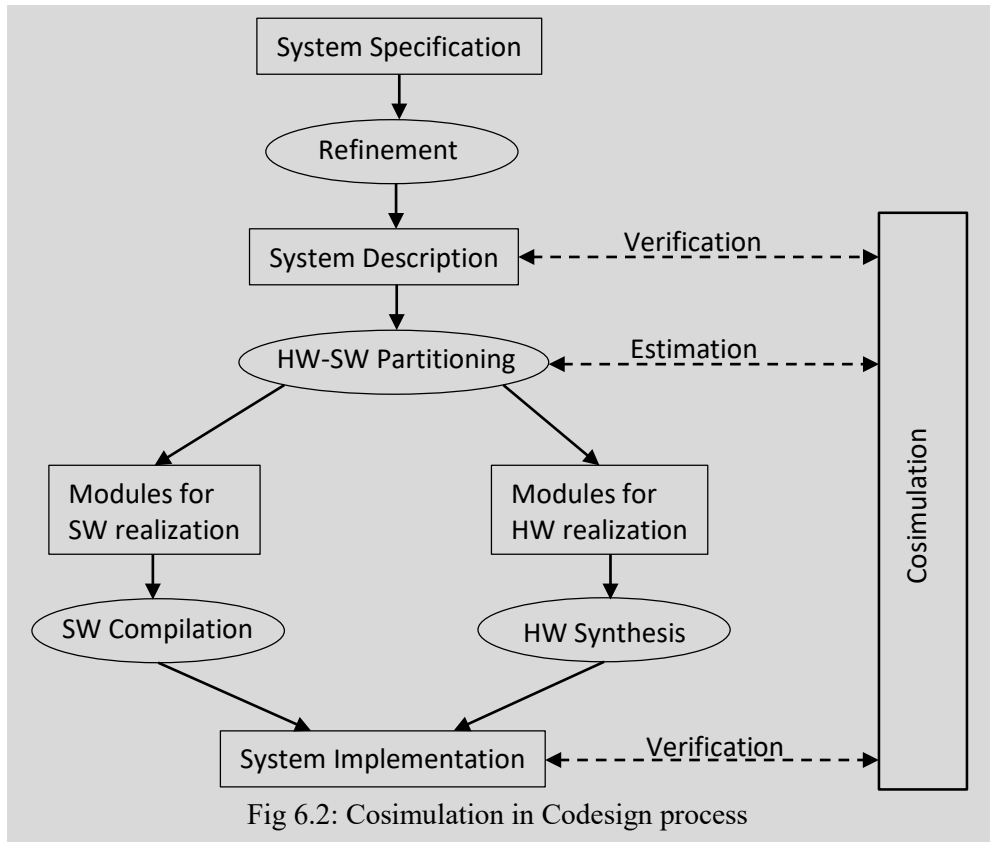 System Specification
Refinement
System Description
Verification
HW-SW Partitioning
Estimation
Modules for
SW realization
Modules for
HW realization
SW Compilation
HW Synthesis
System Implementation
Verification
Cosimulation
Fig 6.2: Cosimulation in Codesign process